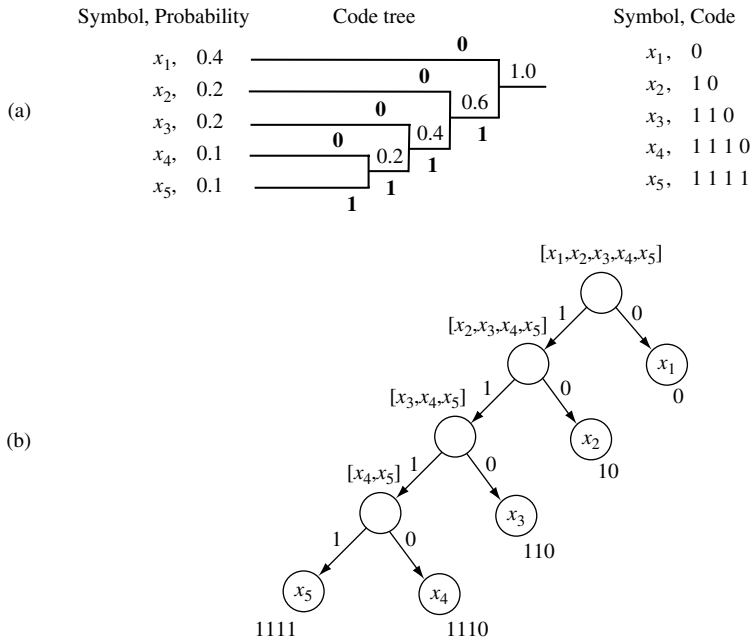 Symbol, Probability Code tree Symbol, Code
0
x1, 0.4 x1, 0
1.0
0
x2, 0.2 x2, 1 0
0.6
(a)
0
x3, 0.2 1 x3, 1 1 0
0.4
0
x4, 0.1 x4, 1 1 1 0
0.2 1
x5, 0.1 1 x5, 1 1 1 1
1
[x1,x2,x3,x4,x5]
1 0
[x2,x3,x4,x5]
x1
0
1 0
[x3,x4,x5]
(b)
x2
10
1 0
[x4,x5]
x3
110
1 0
x5 x4
1111 1110